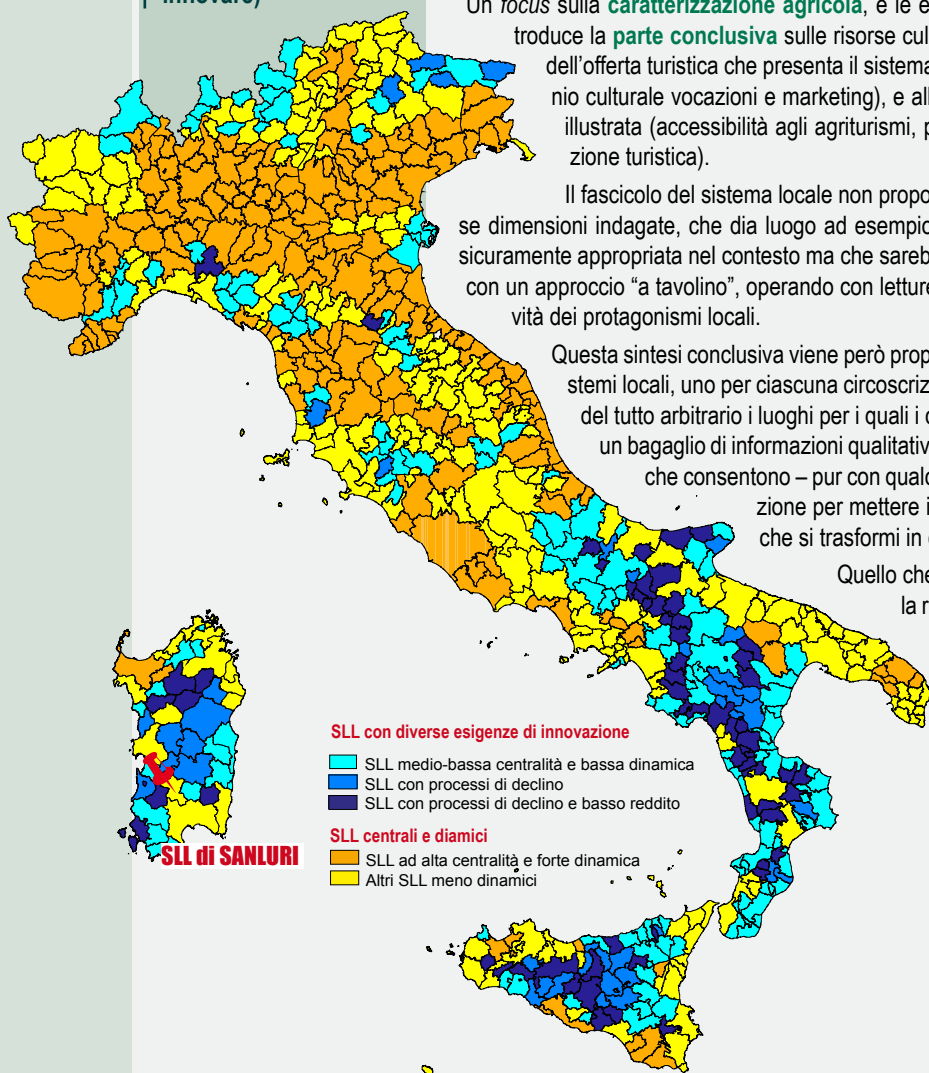 innovare)
Un focus sulla caratterizzazione agricola, e le e
troduce la parte conclusiva sulle risorse cul
dell'offerta turistica che presenta il sistema
nio culturale vocazioni e marketing), e all
illustrata (accessibilità agli agriturismi, p
zione turistica).
Il fascicolo del sistema locale non propo
se dimensioni indagate, che dia luogo ad esempio
sicuramente appropriata nel contesto ma che sareb
con un approccio “a tavolino”, operando con letture
vità dei protagonismi locali.
Questa sintesi conclusiva viene però prop
stemi locali, uno per ciascuna circoscriz
del tutto arbitrario i luoghi per i quali i
un bagaglio di informazioni qualitativ
che consentono – pur con qualc
zione per mettere i
che si trasformi in
Quello che
la r
SLL con diverse esigenze di innovazione
SLL medio-bassa centralità e bassa dinamica
SLL con processi di declino
SLL con processi di declino e basso reddito
SLL centrali e diamici
SLL ad alta centralità e forte dinamica
Altri SLL meno dinamici
SLL di SANLURI